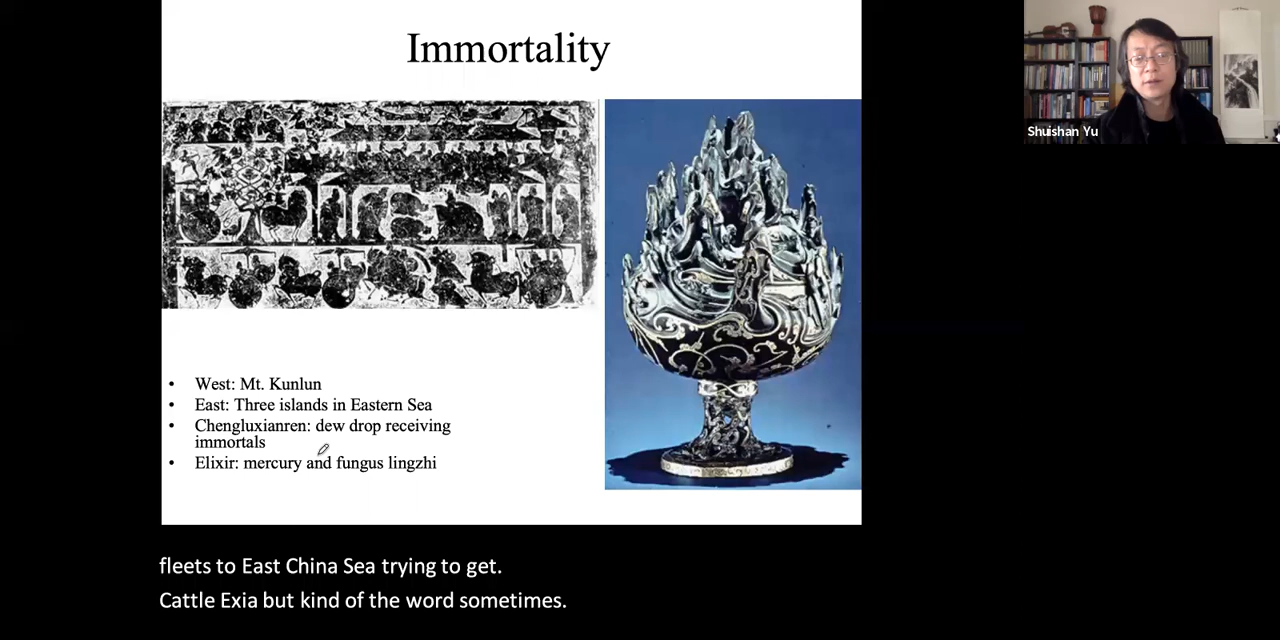 Immortality
Shuishan Yu
• West: Mt. Kunlun
• East: Three islands in Eastern Sea
• Chengluxianren: dew drop receiving
immortals
• Elixir: mercury and fungus lingzhi
fleets to East China Sea trying to get.
Cattle Exia but kind of the word sometimes.